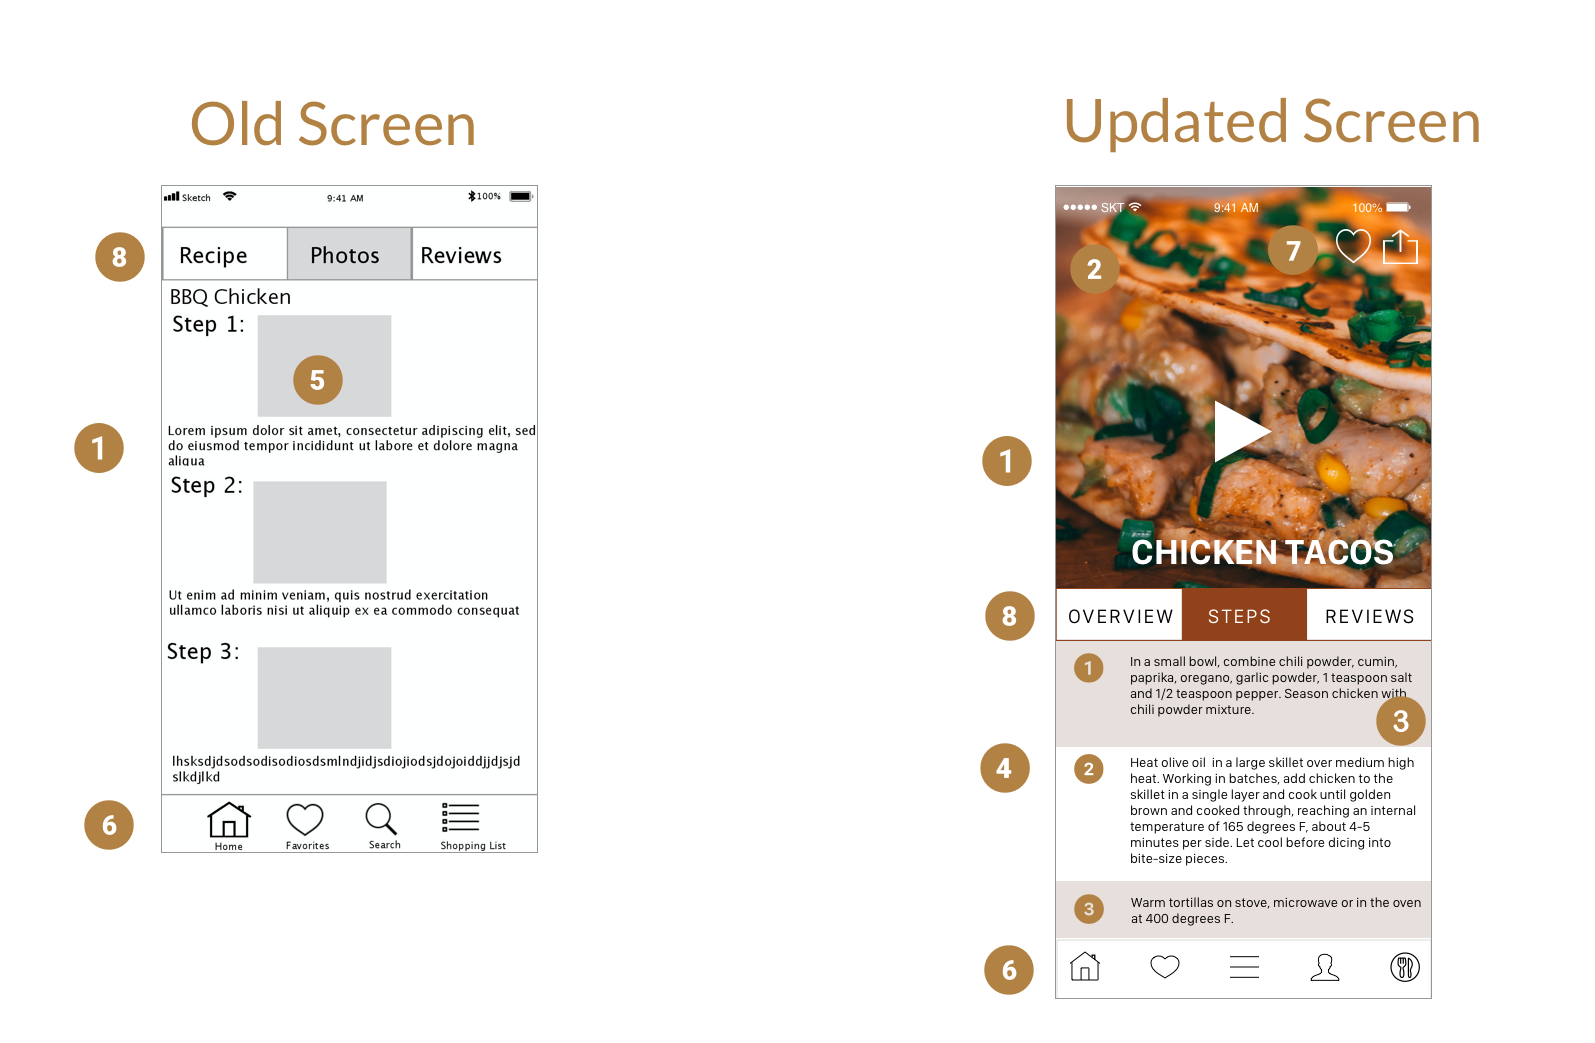 Old Screen
Updated Screen
Sketch
9:41 AM
100%
8
Recipe
Photos
Reviews
BBQ Chicken
Step 1:
5
1
Lorem ipsum dolor sit amet, consectetur adipiscing elit, sed
do eiusmod tempor incididunt ut labore et dolore magna
aliqua
Step 2:
Ut enim ad minim veniam, quis nostrud exercitation
ullamco laboris nisi ut aliquip ex ea commodo consequat
Step 3:
lhsksdjdsodsodisodiosdsmlndjidjsdiojiodsjdojoiddjjdjsjd
slkdjlkd
6
Home
Favorites
Search
Shopping List
SKT
9:41 AM
100%
2
7
1
CHICKEN TACOS
8
OVERVIEW
STEPS
REVIEWS
1
In a small bowl, combine chili powder, cumin,
paprika, oregano, garlic powder, 1 teaspoon salt
and 1/2 teaspoon pepper. Season chicken with
chili powder mixture.
3
4
2
Heat olive oil  in a large skillet over medium high
heat. Working in batches, add chicken to the
skillet in a single layer and cook until golden
brown and cooked through, reaching an internal
temperature of 165 degrees F, about 4-5
minutes per side. Let cool before dicing into
bite-size pieces.
3
Warm tortillas on stove, microwave or in the oven
at 400 degrees F.
6